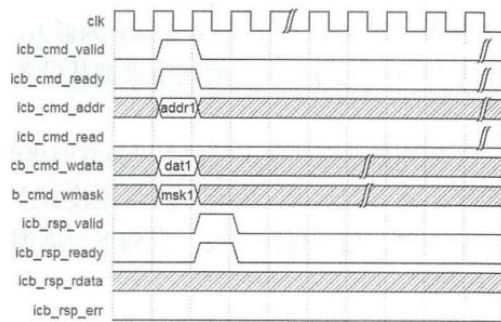 clk
icb_cmd_valid
icb_cmd_ready
icb_cmd_addr
addr1
icb_cmd_read
cb_cmd_wdata
dat1
b_cmd_wmask
msk1
icb_rsp_valid
icb_rsp_ready
icb_rsp_rdata
icb_rsp_err